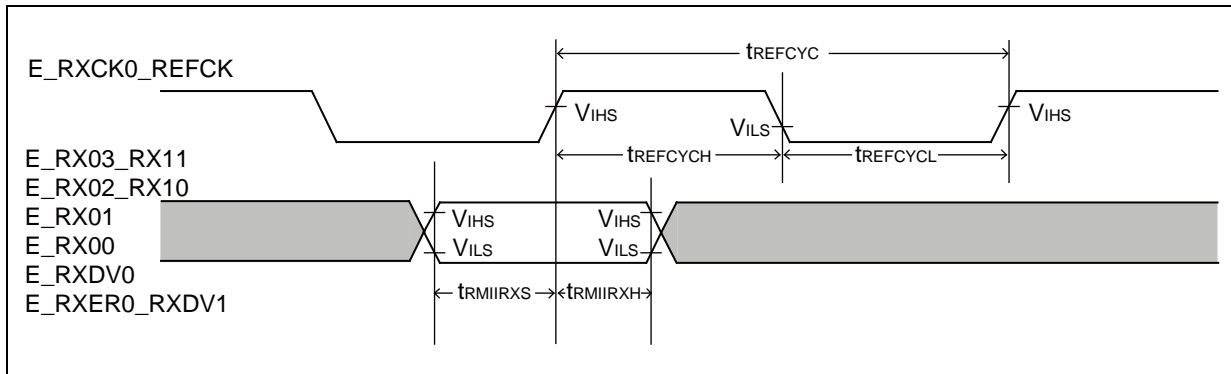 tREFCYC
E_RXCK0_REFCK
VIHS
VILS
VIHS
tREFCYCH
tREFCYCL
E_RX03_RX11
E_RX02_RX10
E_RX01
E_RX00
E_RXDV0
E_RXER0_RXDV1
VIHS
VIHS
VILS
VILS
tRMIIRXS
tRMIIRXH